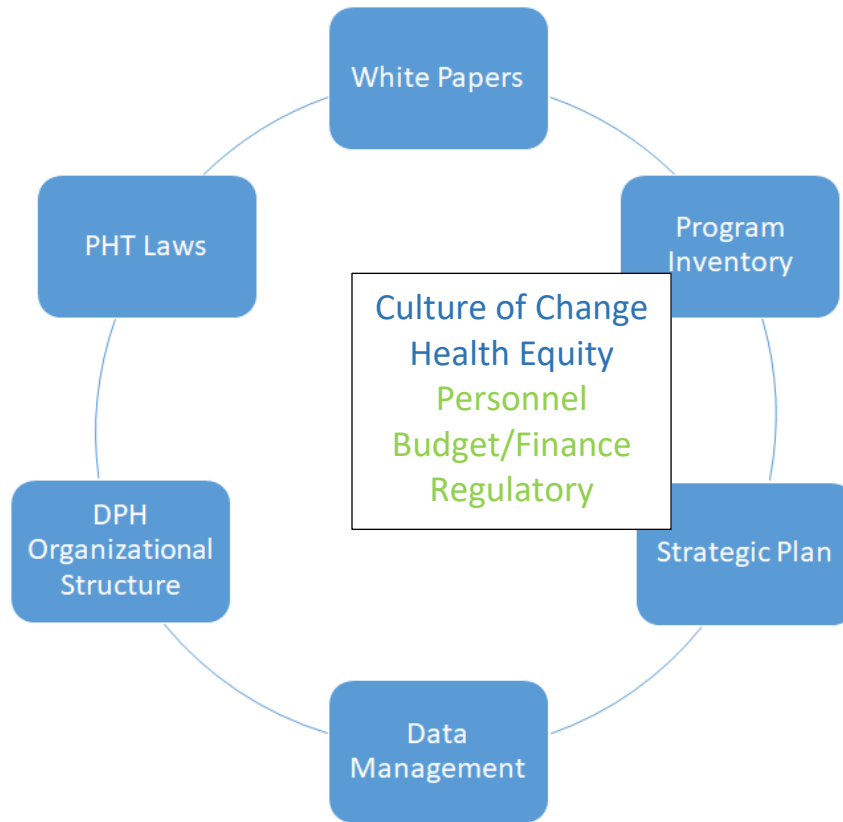 White Papers
PHT Laws
Program
Inventory
Culture of Change
Health Equity
Personnel
Budget/Finance
Regulatory
DPH
Organizational
Structure
Strategic Plan
Data
Management